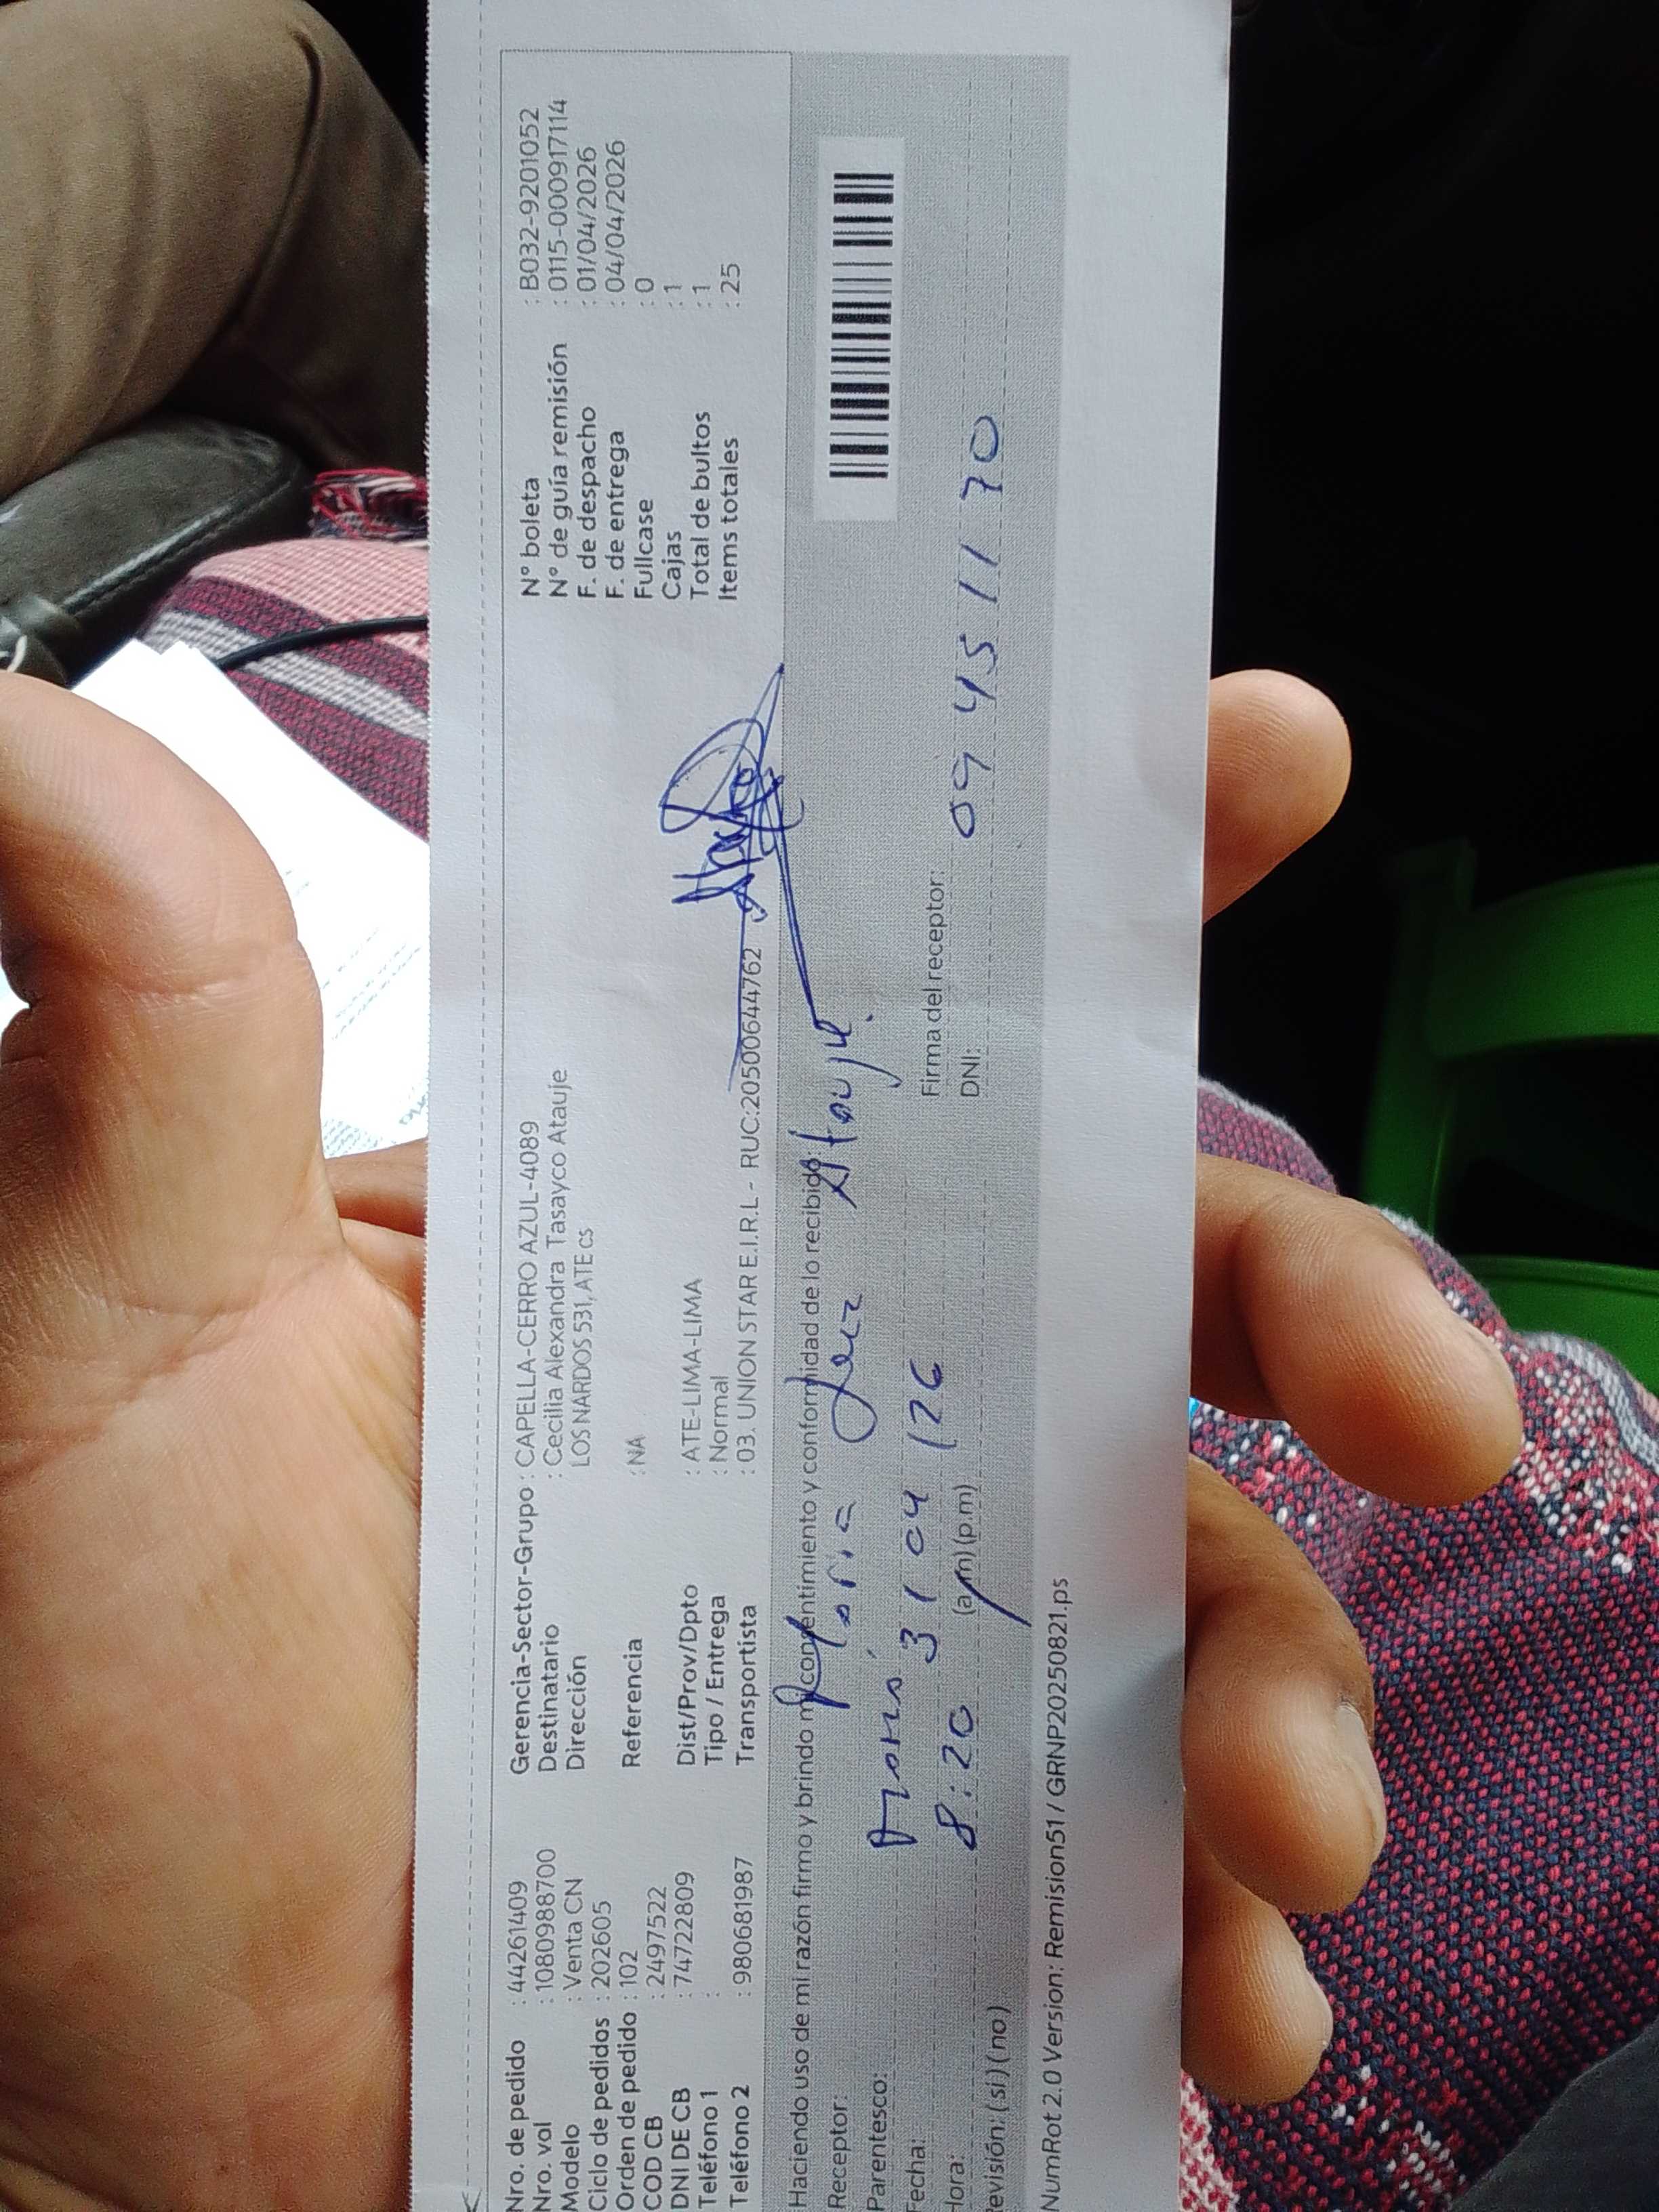 Nro. de pedido : 44261409
Nro. vol : 10809888700
Modelo : Venta CN
Ciclo de pedidos : 202605
Orden de pedido : 102
COD CB : 2497522
DNI DE CB : 74722809
Teléfono 1 :
Teléfono 2 : 980681987
Gerencia-Sector-Grupo : CAPELLA-CERRO AZUL-4089
Destinatario : Cecilia Alexandra Tasayco Atauje
Dirección LOS NARDOS 531, ATE CS
Referencia : NA
Dist/Prov/Dpto : ATE-LIMA-LIMA
Tipo / Entrega : Normal
Transportista : 03. UNION STAR E.I.R.L - RUC:20500644762
N° boleta : B032-9201052
N° de guía remisión : 0115-000917114
F. de despacho : 01/04/2026
F. de entrega : 04/04/2026
Fullcase : 0
Cajas : 1
Total de bultos : 1
Items totales : 25
Haciendo uso de mi razón firmo y brindo mi consentimiento y conformidad de lo recibido
Receptor: Atauje
Parentesco: mamá
Fecha: 3/04/26
Hora: 8:20 (am)(p.m)
Revisión: (si) (no)
Firma del receptor:
DNI: 09451170
NumRot 2.0 Version: Remision51 / GRNP20250821.ps